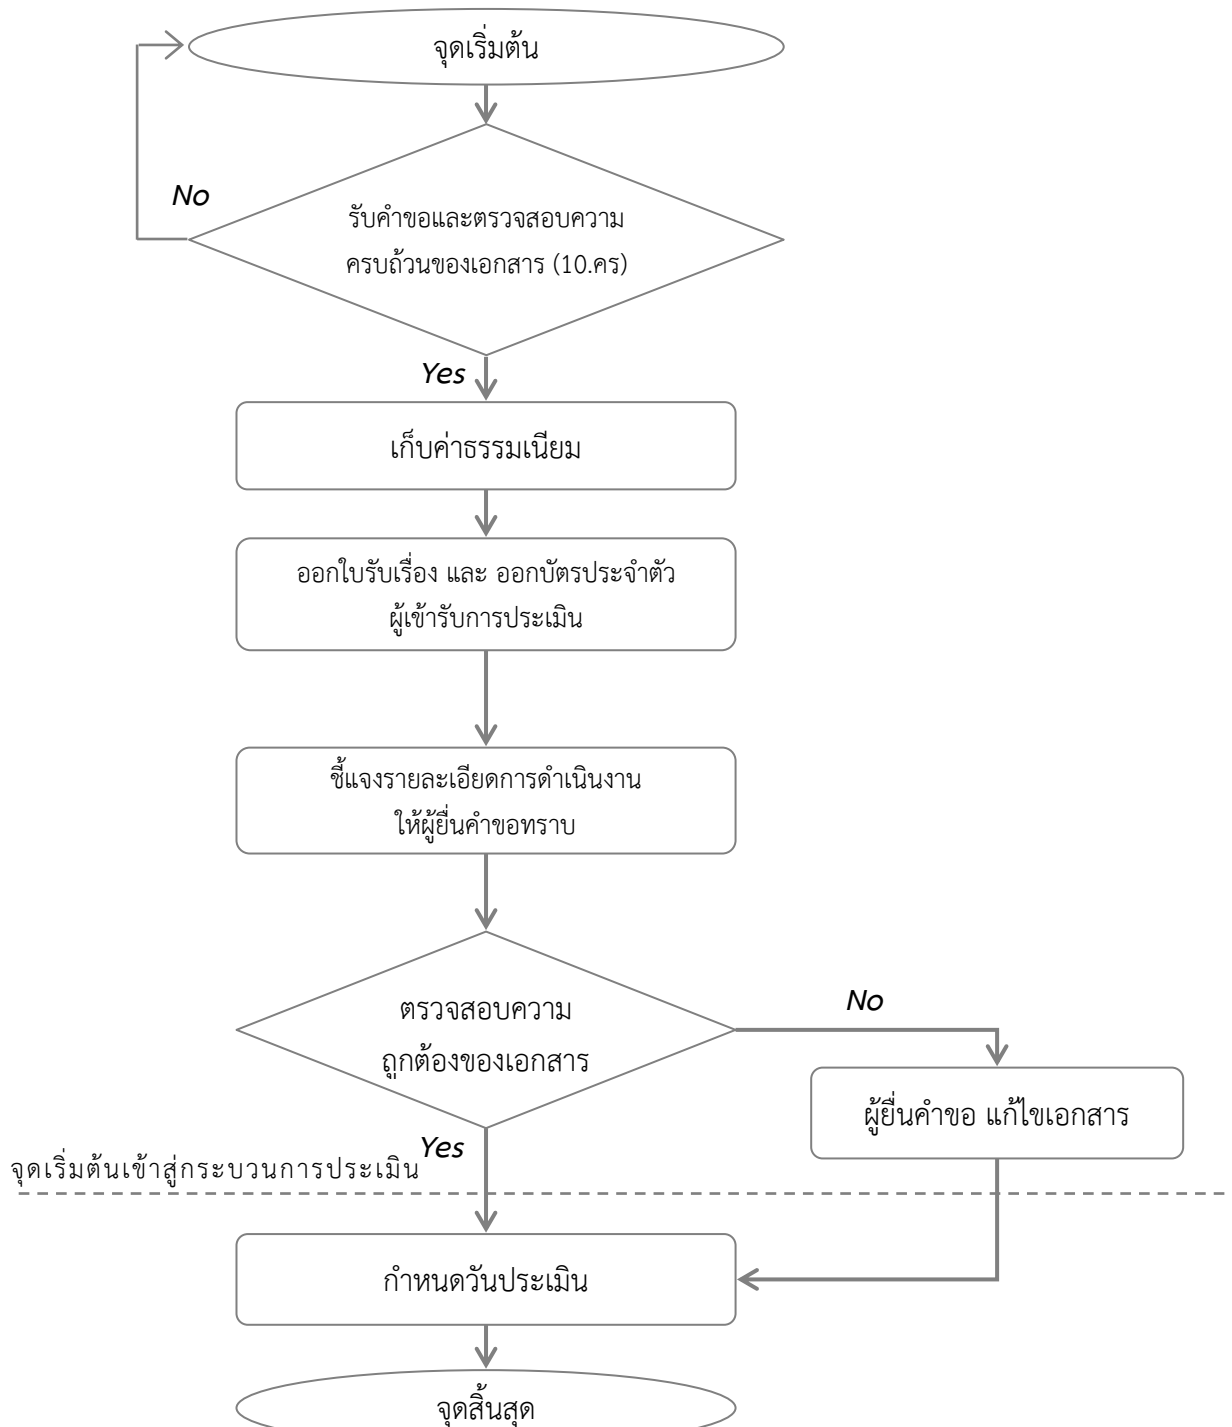 จุดเริ่มต้น
No
รับคำขอและตรวจสอบความ
ครบถ้วนของเอกสาร (10.คร)
Yes
เก็บค่าธรรมเนียม
ออกใบรับเรื่อง และ ออกบัตรประจำตัว
ผู้เข้ารับการประเมิน
ชี้แจงรายละเอียดการดำเนินงาน
ให้ผู้ยื่นคำขอทราบ
ตรวจสอบความ
ถูกต้องของเอกสาร
No
ผู้ยื่นคำขอ แก้ไขเอกสาร
Yes
จุดเริ่มต้นเข้าสู่กระบวนการประเมิน
กำหนดวันประเมิน
จุดสิ้นสุด